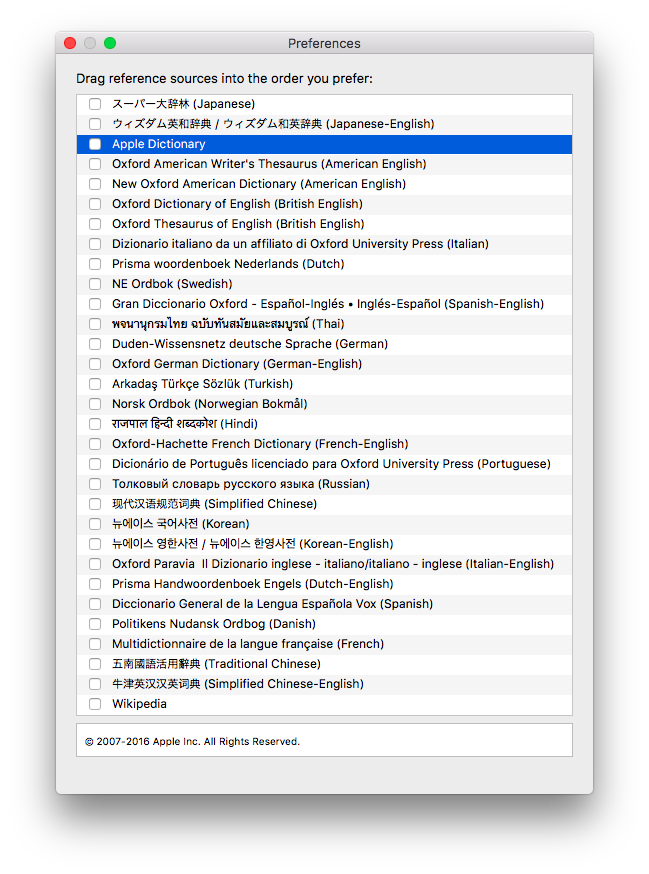 Preferences
Drag reference sources into the order you prefer:
スーパー大辞林 (Japanese)
ウィズダム英和辞典 / ウィズダム和英辞典 (Japanese-English)
Apple Dictionary
Oxford American Writer's Thesaurus (American English)
New Oxford American Dictionary (American English)
Oxford Dictionary of English (British English)
Oxford Thesaurus of English (British English)
Dizionario italiano da un affiliato di Oxford University Press (Italian)
Prisma woordenboek Nederlands (Dutch)
NE Ordbok (Swedish)
Gran Diccionario Oxford - Español-Inglés • Inglés-Español (Spanish-English)
พจนานุกรมไทย ฉบับทันสมัยและสมบูรณ์ (Thai)
Duden-Wissensnetz deutsche Sprache (German)
Oxford German Dictionary (German-English)
Arkadaş Türkçe Sözlük (Turkish)
Norsk Ordbok (Norwegian Bokmål)
राजपाल हिन्दी शब्दकोश (Hindi)
Oxford-Hachette French Dictionary (French-English)
Dicionário de Português licenciado para Oxford University Press (Portuguese)
Толковый словарь русского языка (Russian)
现代汉语规范词典 (Simplified Chinese)
뉴에이스 국어사전 (Korean)
뉴에이스 영한사전 / 뉴에이스 한영사전 (Korean-English)
Oxford Paravia Il Dizionario inglese - italiano/italiano - inglese (Italian-English)
Prisma Handwoordenboek Engels (Dutch-English)
Diccionario General de la Lengua Española Vox (Spanish)
Politikens Nudansk Ordbog (Danish)
Multidictionnaire de la langue française (French)
五南國語活用辭典 (Traditional Chinese)
牛津英汉汉英词典 (Simplified Chinese-English)
Wikipedia
© 2007-2016 Apple Inc. All Rights Reserved.